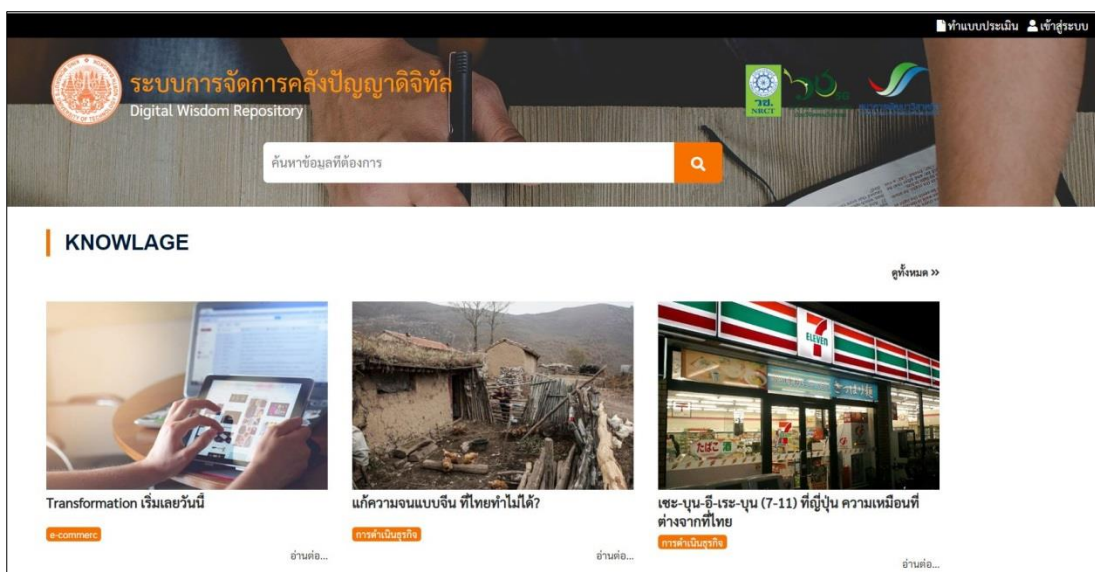 ทำแบบประเมิน เข้าสู่ระบบ
ระบบการจัดการคลังปัญญาดิจิทัล
Digital Wisdom Repository
วช.
NRCT
ค้นหาข้อมูลที่ต้องการ
KNOWLAGE
ดูทั้งหมด »
7
ELEVEN
たばこ 酒
Transformation เริ่มเลยวันนี้
แก้ความจนแบบจีน ที่ไทยทำไม่ได้?
เซะ-บุน-อี-เระ-บุน (7-11) ที่ญี่ปุ่น ความเหมือนที่
ต่างจากที่ไทย
e-commerc
การดำเนินธุรกิจ
การดำเนินธุรกิจ
อ่านต่อ...
อ่านต่อ...
อ่านต่อ...